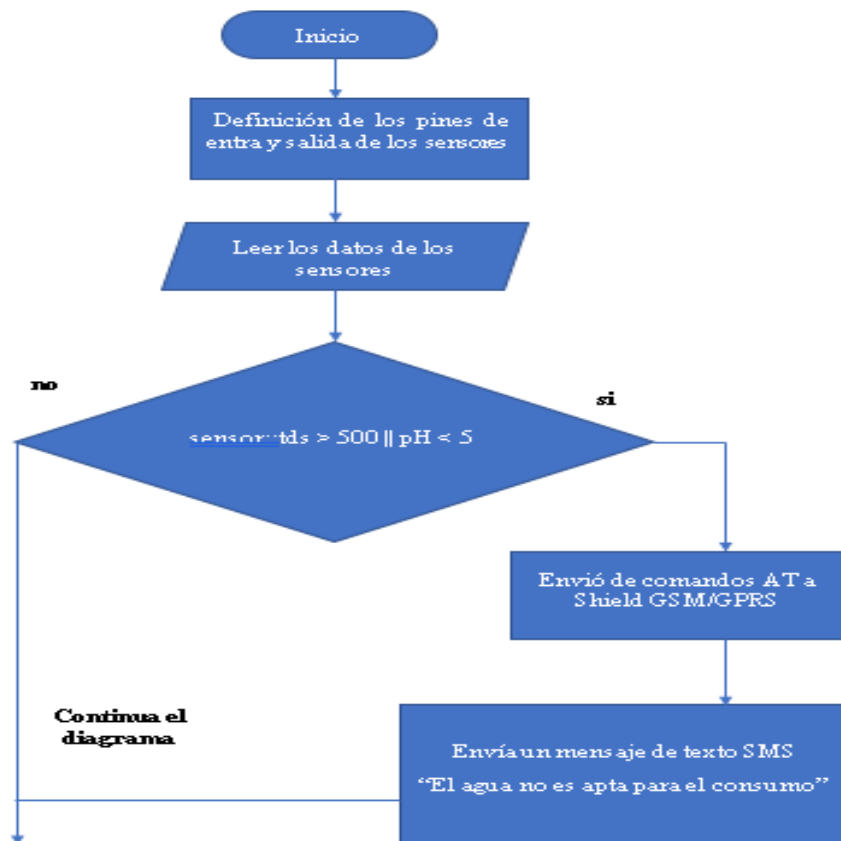 Inicio
Definición de los pines de
entra y salida de los sensores
Leer los datos de los
sensores
no
si
sensor::tds > 500 || pH < 5
Envió de comandos AT a
Shield GSM/GPRS
Continua el
diagrama
Envía un mensaje de texto SMS
“El agua no es apta para el consumo”